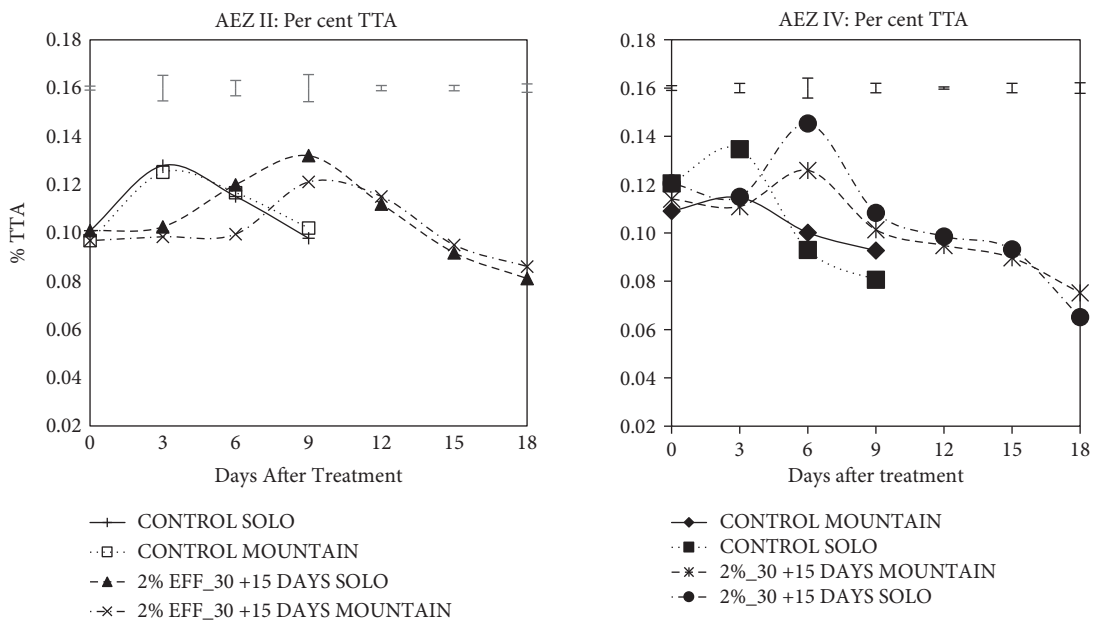 AEZ II: Per cent TTA
0.18
0.16
0.14
0.12
0.10
0.08
0.06
0.04
0.02
% TTA
0 3 6 9 12 15 18
Days After Treatment
CONTROL SOLO
CONTROL MOUNTAIN
2% EFF_30 +15 DAYS SOLO
2% EFF_30 +15 DAYS MOUNTAIN
AEZ IV: Per cent TTA
0.18
0.16
0.14
0.12
0.10
0.08
0.06
0.04
0.02
0 3 6 9 12 15 18
Days after treatment
CONTROL MOUNTAIN
CONTROL SOLO
2%_30 +15 DAYS MOUNTAIN
2%_30 +15 DAYS SOLO